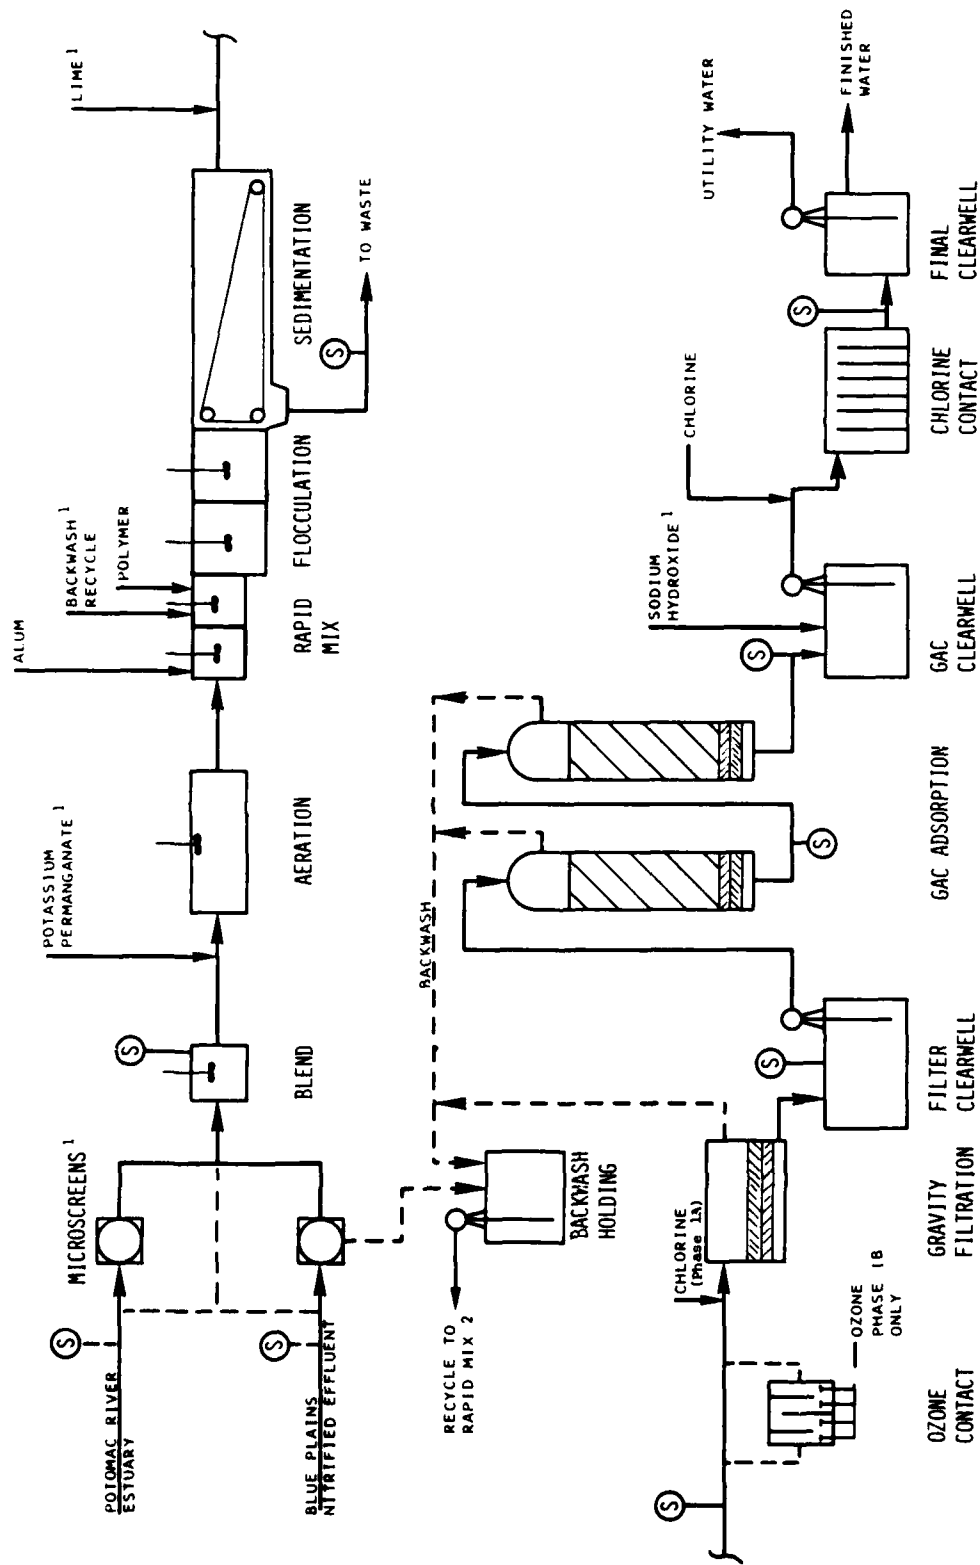 LIME 1
ALUM
BACKWASH 1
RECYCLE
POLYMER
POTASSIUM
PERMANGANATE 1
S
MICROSCREENS 1
BLEND
AERATION
RAPID
MIX
FLOCCULATION
SEDIMENTATION
S
TO WASTE
S
POTOMAC RIVER
ESTUARY
S
BLUE PLAINS
NITRIFIED EFFLUENT
RECYCLE TO
RAPID MIX 2
BACKWASH
HOLDING
BACKWASH
S
CHLORINE
(Phase 1A)
OZONE
PHASE 1B
ONLY
S
S
S
SODIUM
HYDROXIDE 1
CHLORINE
S
UTILITY WATER
FINISHED
WATER
OZONE
CONTACT
GRAVITY
FILTRATION
FILTER
CLEARWELL
GAC ADSORPTION
GAC
CLEARWELL
CHLORINE
CONTACT
FINAL
CLEARWELL